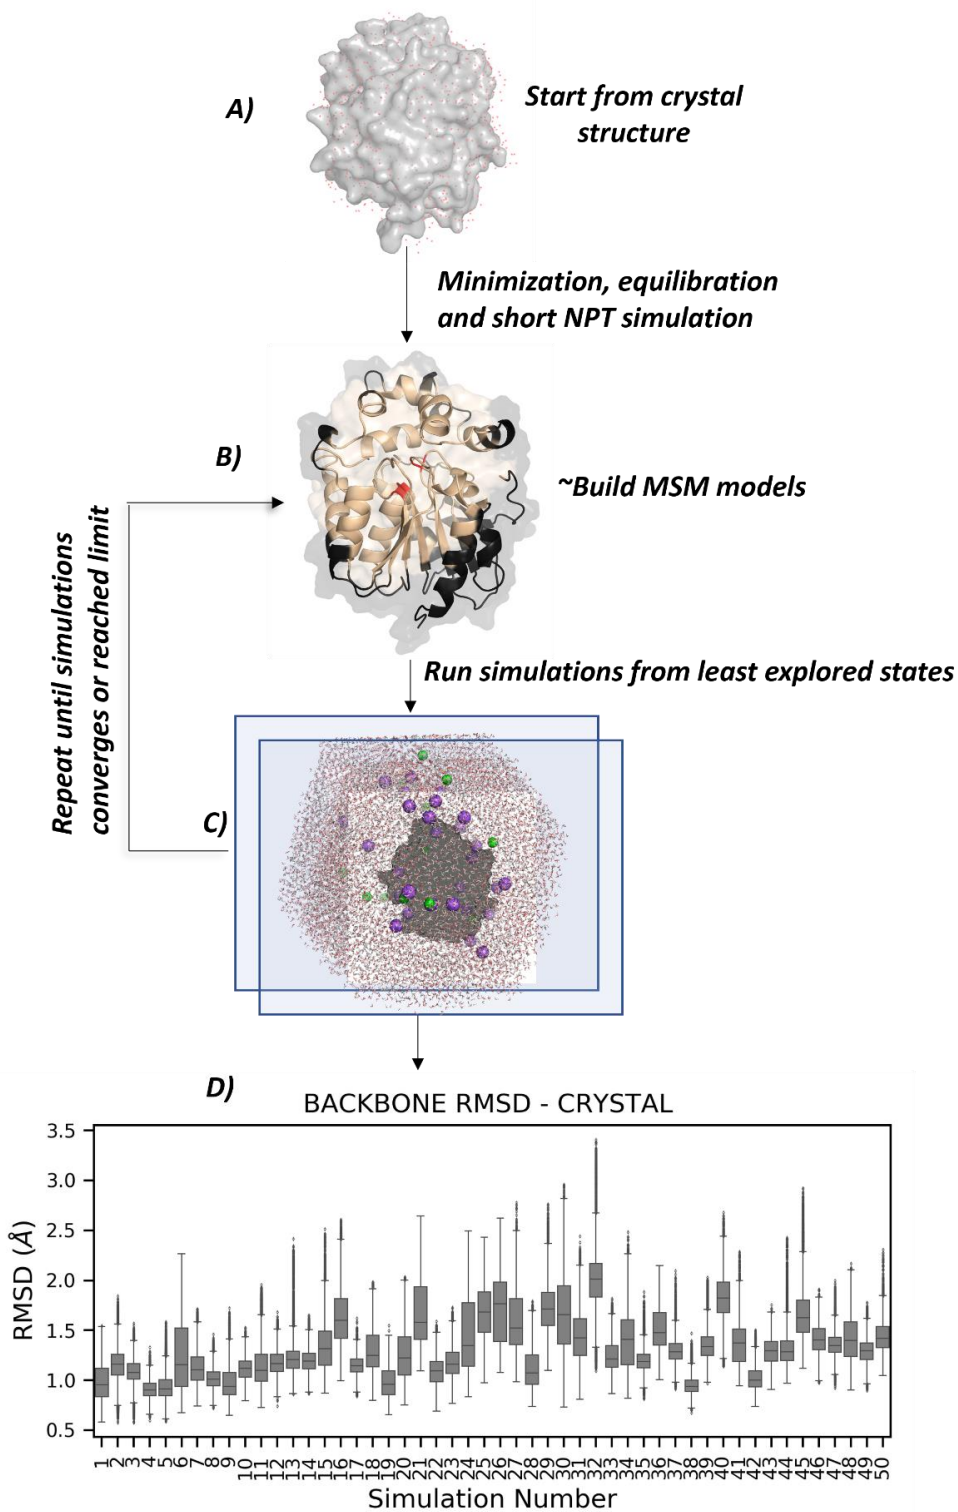 A)
Start from crystal
structure
Minimization, equilibration
and short NPT simulation
B)
~Build MSM models
Repeat until simulations
converges or reached limit
Run simulations from least explored states
C)
D)
BACKBONE RMSD - CRYSTAL
3.5
3.0
2.5
2.0
1.5
1.0
0.5
RMSD (Å)
1 2 3 4 5 6 7 8 9 10 11 12 13 14 15 16 17 18 19 20 21 22 23 24 25 26 27 28 29 30 31 32 33 34 35 36 37 38 39 40 41 42 43 44 45 46 47 48 49 50
Simulation Number